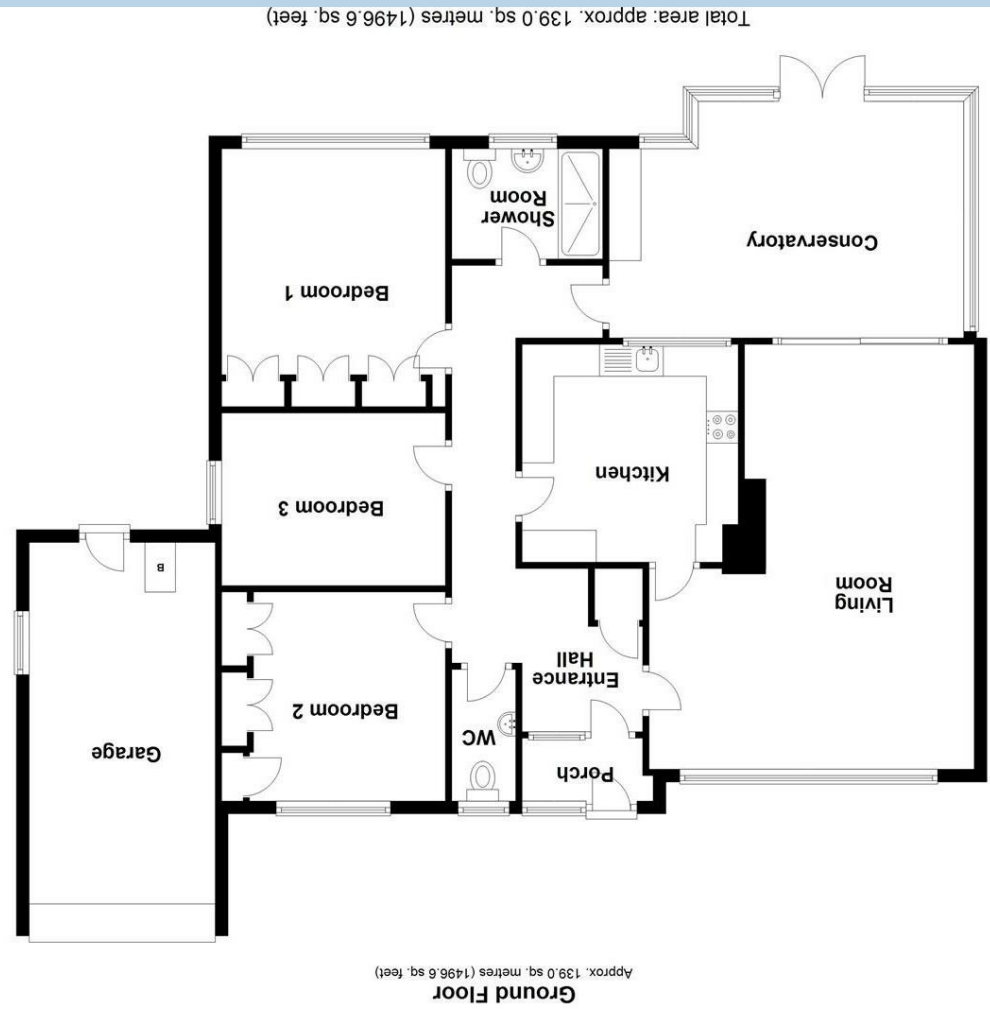 Ground Floor
Approx. 139.0 sq. metres (1496.6 sq. feet)
Porch
WC
Bedroom 2
Garage
Entrance
Hall
Living
Room
B
Bedroom 3
Kitchen
Bedroom 1
Conservatory
Shower
Room
Total area: approx. 139.0 sq. metres (1496.6 sq. feet)